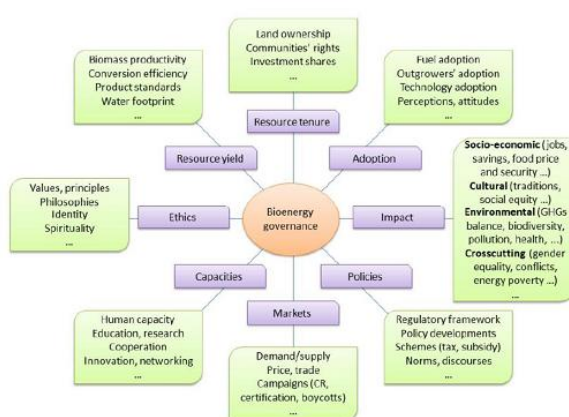 Land ownership
Communities' rights
Investment shares
...
Biomass productivity
Conversion efficiency
Product standards
Water footprint
...
Fuel adoption
Outgrowers' adoption
Technology adoption
Perceptions, attitudes
...
Resource tenure
Resource yield
Adoption
Socio-economic (jobs,
savings, food price
and security ...)
Cultural (traditions,
social equity ...)
Environmental (GHGs
balance, biodiversity,
pollution, health, ...)
Crosscutting (gender
equality, conflicts,
energy poverty ...)
...
Values, principles
Philosophies
Identity
Spirituality
...
Ethics
Bioenergy
governance
Impact
Capacities
Policies
Markets
Human capacity
Education, research
Cooperation
Innovation, networking
...
Demand/supply
Price, trade
Campaigns (CR,
certification, boycotts)
...
Regulatory framework
Policy developments
Schemes (tax, subsidy)
Norms, discourses
...